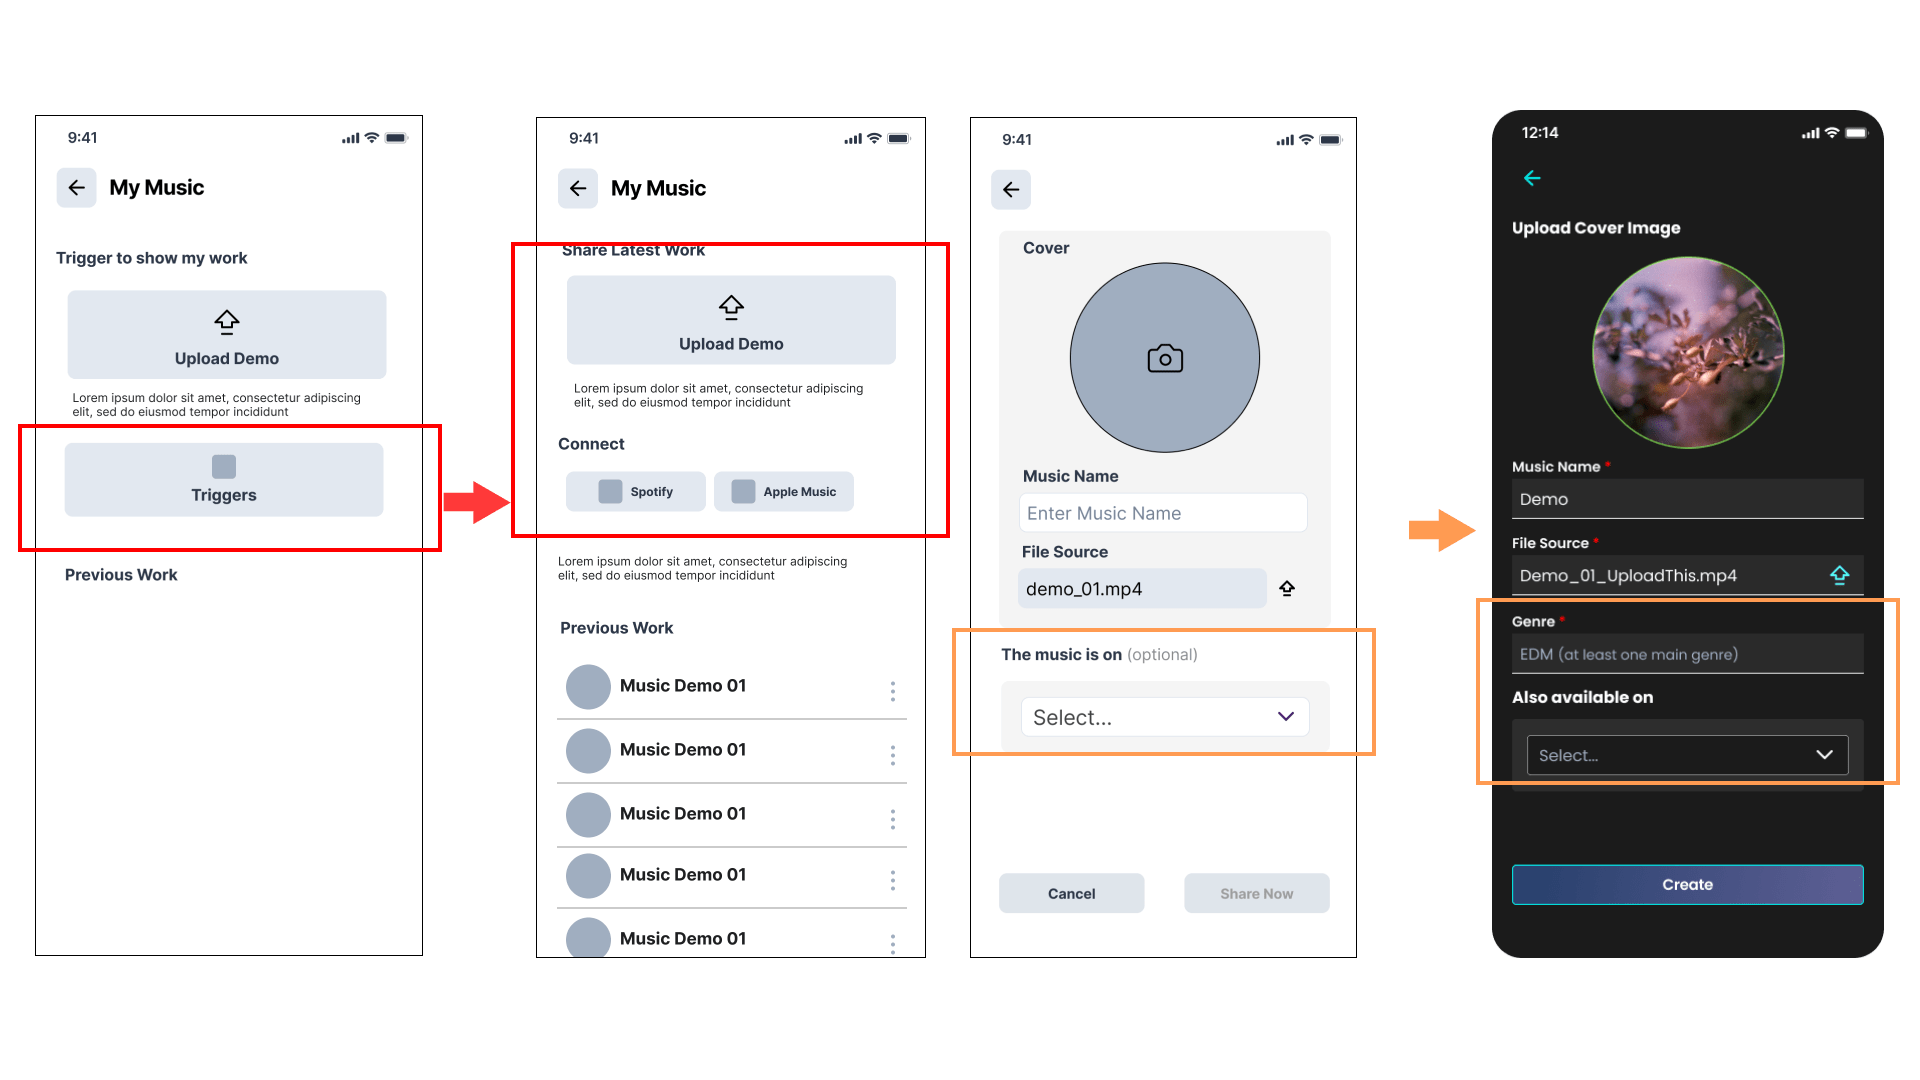 9:41
My Music
Trigger to show my work
Upload Demo
Lorem ipsum dolor sit amet, consectetur adipiscing
elit, sed do eiusmod tempor incididunt
Triggers
Previous Work
9:41
My Music
Share Latest Work
Upload Demo
Lorem ipsum dolor sit amet, consectetur adipiscing
elit, sed do eiusmod tempor incididunt
Connect
Spotify
Apple Music
Lorem ipsum dolor sit amet, consectetur adipiscing
elit, sed do eiusmod tempor incididunt
Previous Work
Music Demo 01
Music Demo 01
Music Demo 01
Music Demo 01
Music Demo 01
9:41
Cover
Music Name
Enter Music Name
File Source
demo_01.mp4
The music is on (optional)
Select...
Cancel
Share Now
12:14
Upload Cover Image
Music Name *
Demo
File Source *
Demo_01_UploadThis.mp4
Genre *
EDM (at least one main genre)
Also available on
Select...
Create